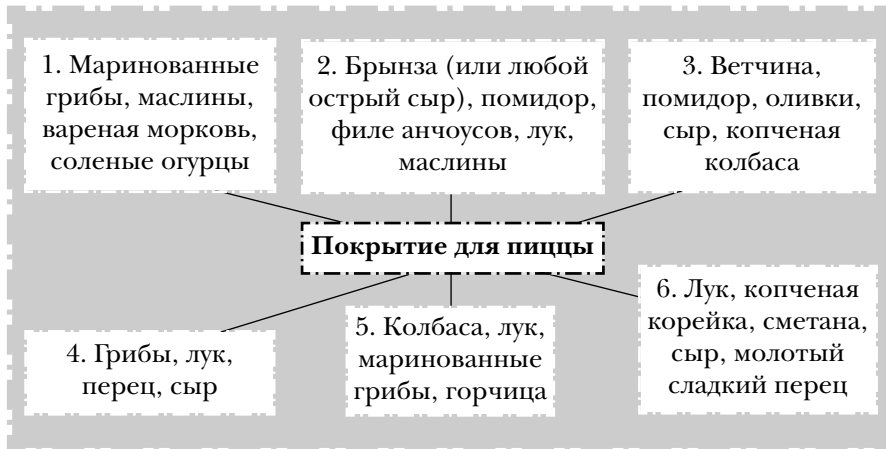 1. Маринованные
грибы, маслины,
вареная морковь,
соленые огурцы
2. Брынза (или любой
острый сыр), помидор,
филе анчоусов, лук,
маслины
3. Ветчина,
помидор, оливки,
сыр, копченая
колбаса
Покрытие для пиццы
4. Грибы, лук,
перец, сыр
5. Колбаса, лук,
маринованные
грибы, горчица
6. Лук, копченая
корейка, сметана,
сыр, молотый
сладкий перец